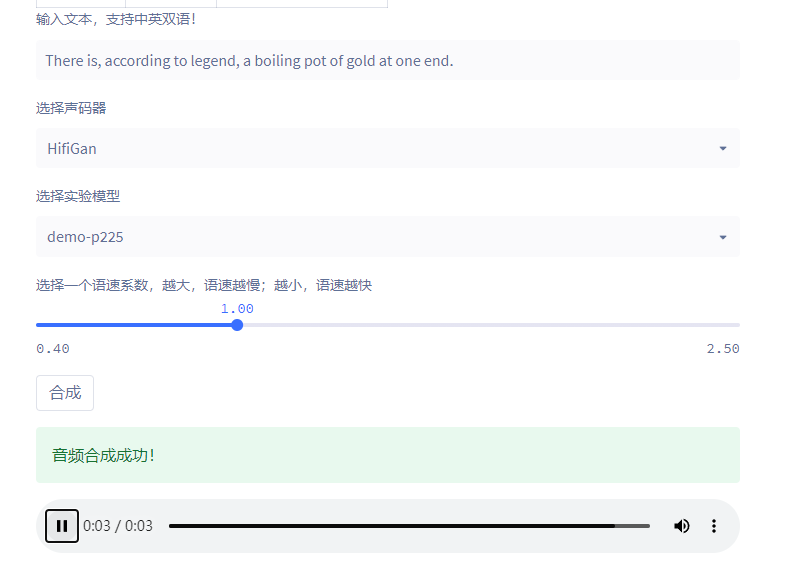 输入文本，支持中英双语！
There is, according to legend, a boiling pot of gold at one end.
选择声码器
HifiGan
选择实验模型
demo-p225
选择一个语速系数，越大，语速越慢；越小，语速越快
1.00
0.40 2.50
合成
音频合成成功！
0:03 / 0:03